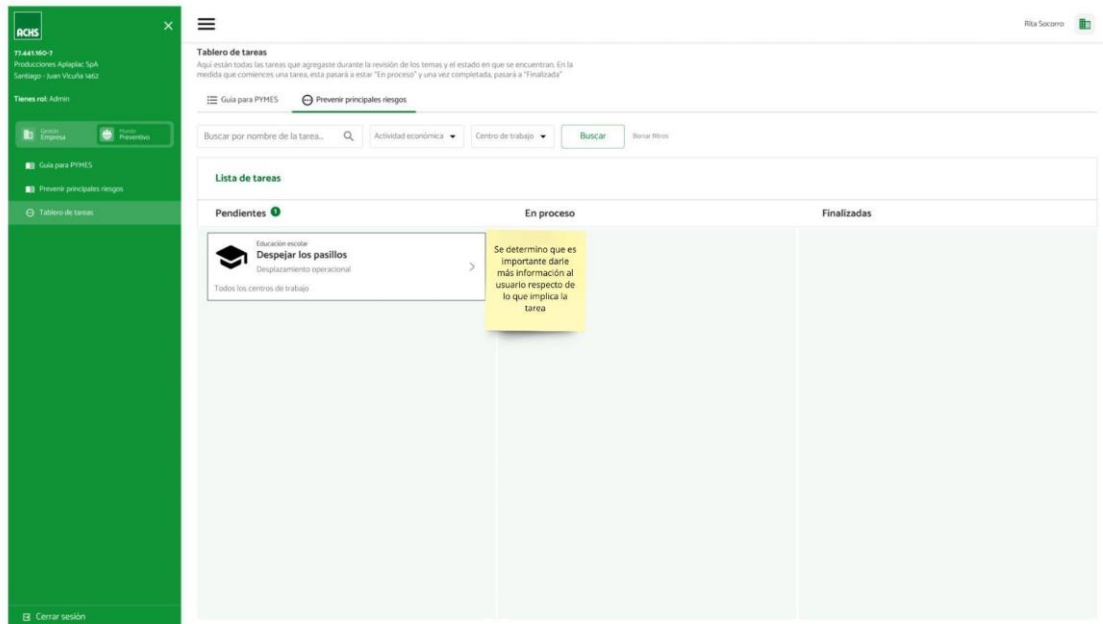 ACHS
77.441.160-7
Producciones Aplaplac SpA
Santiago - Juan Vicuña 1462
Tienes rol: Admin
Gestión
Empresa
Mundo
Preventivo
Guía para PYMES
Prevenir principales riesgos
Tablero de tareas
Cerrar sesión
Rita Socorro
Tablero de tareas
Aquí están todas las tareas que agregaste durante la revisión de los temas y el estado en que se encuentran. En la
medida que comiences una tarea, esta pasará a estar "En proceso" y una vez completada, pasará a "Finalizada"
Guía para PYMES
Prevenir principales riesgos
Buscar por nombre de la tarea...
Actividad económica
Centro de trabajo
Buscar
Borrar filtros
Lista de tareas
Pendientes 1
En proceso
Finalizadas
Educación escolar
Despejar los pasillos
Desplazamiento operacional
Todos los centros de trabajo
Se determino que es
importante darle
más información al
usuario respecto de
lo que implica la
tarea